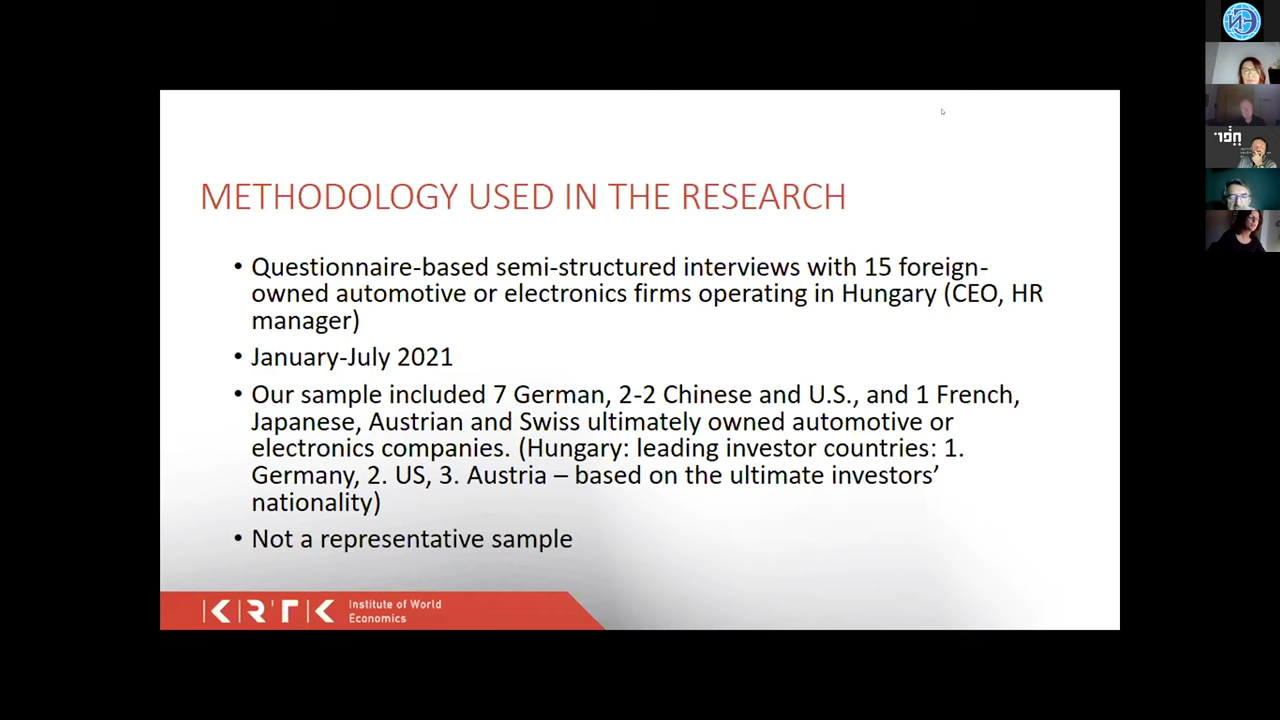 METHODOLOGY USED IN THE RESEARCH
• Questionnaire-based semi-structured interviews with 15 foreign-
owned automotive or electronics firms operating in Hungary (CEO, HR
manager)
• January-July 2021
• Our sample included 7 German, 2-2 Chinese and U.S., and 1 French,
Japanese, Austrian and Swiss ultimately owned automotive or
electronics companies. (Hungary: leading investor countries: 1.
Germany, 2. US, 3. Austria – based on the ultimate investors’
nationality)
• Not a representative sample
KRTK
Institute of World
Economics